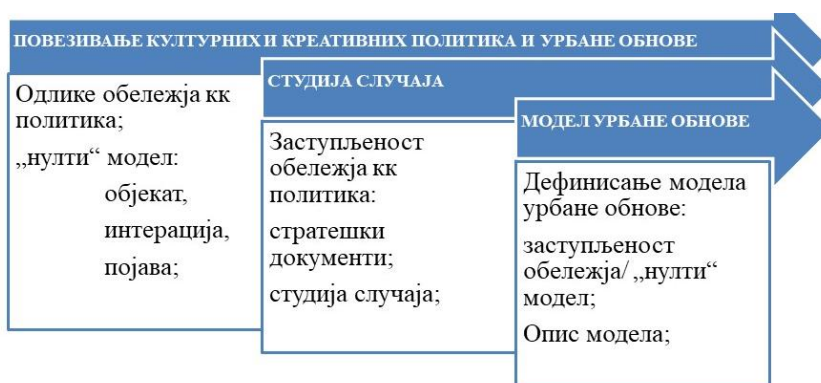 ПОВЕЗИВАЊЕ КУЛТУРНИХ И КРЕАТИВНИХ ПОЛИТИКА И УРБАНЕ ОБНОВЕ
Одлике обележја кк
политика;
„нулти“ модел:
објекат,
интерација,
појава;
СТУДИЈА СЛУЧАЈА
Заступљеност
обележја кк
политика:
стратешки
документи;
студија случаја;
МОДЕЛ УРБАНЕ ОБНОВЕ
Дефинисање модела
урбане обнове:
заступљеност
обележја/ „нулти“
модел;
Опис модела;